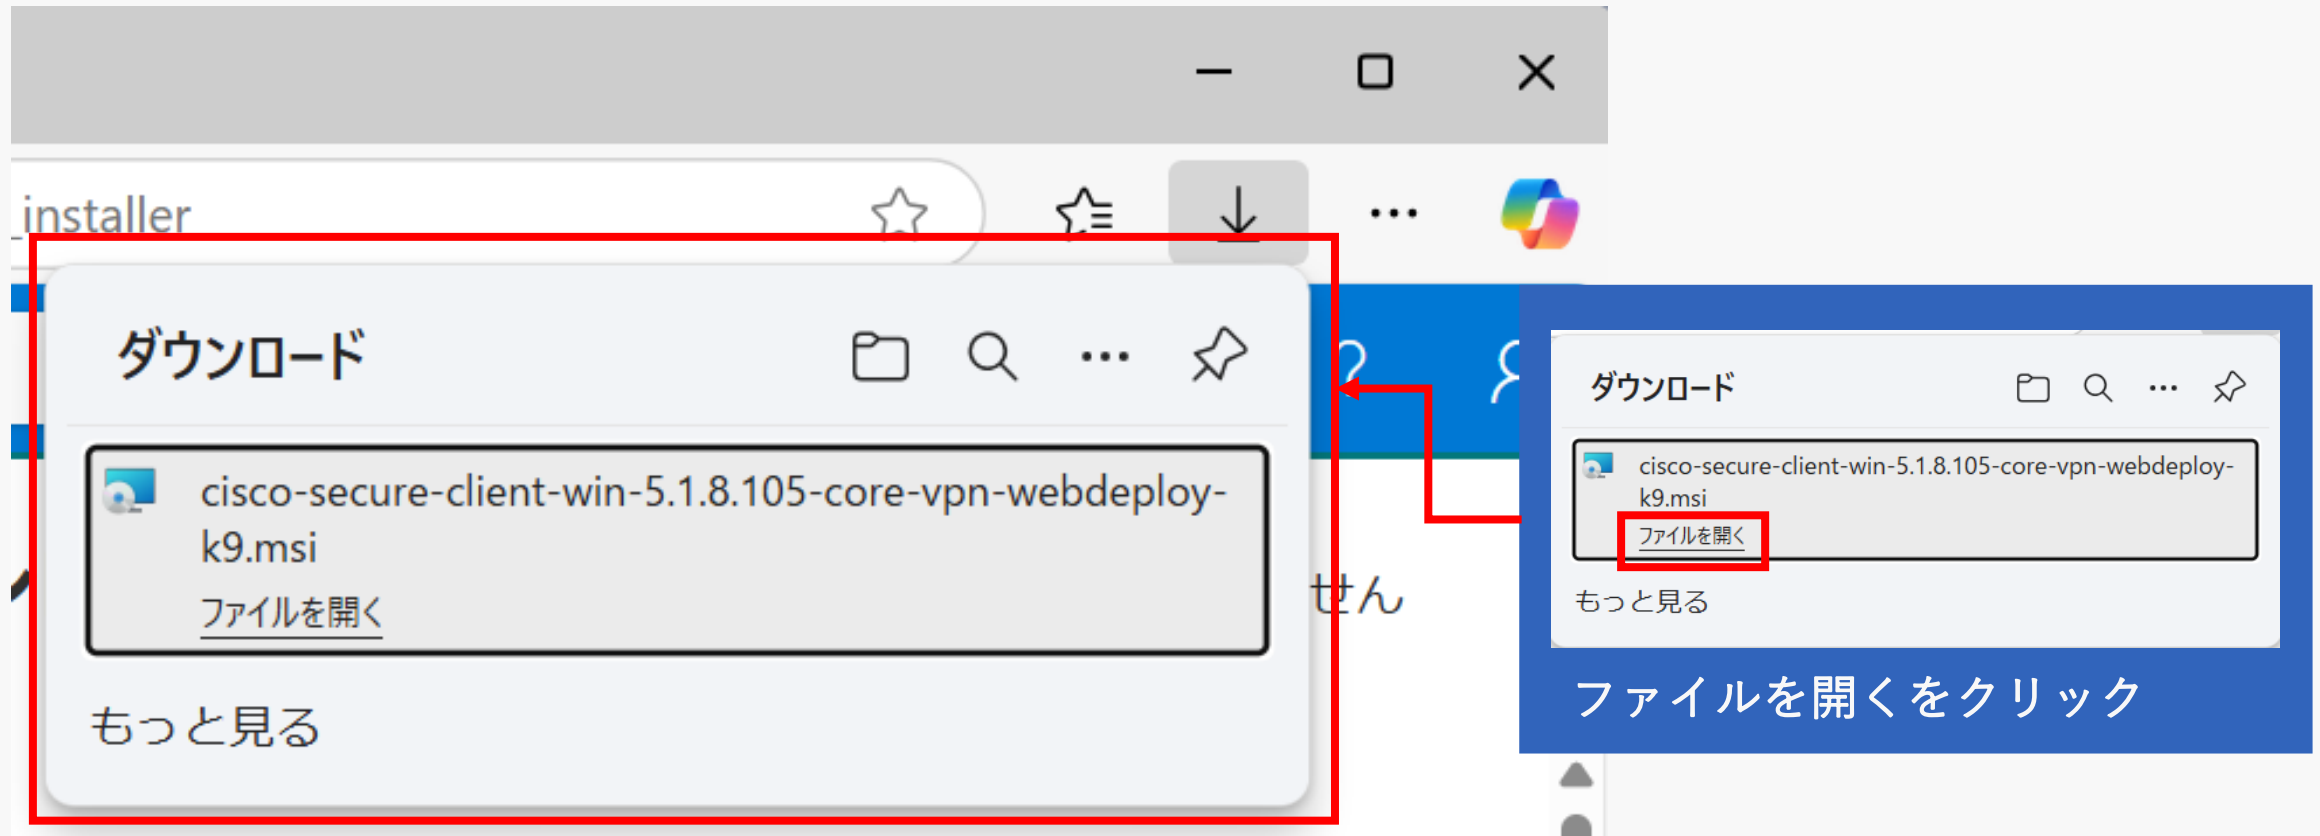 _installer
ダウンロード
cisco-secure-client-win-5.1.8.105-core-vpn-webdeploy-
k9.msi
ファイルを開く
もっと見る
せん
ダウンロード
cisco-secure-client-win-5.1.8.105-core-vpn-webdeploy-
k9.msi
ファイルを開く
もっと見る
ファイルを開くをクリック